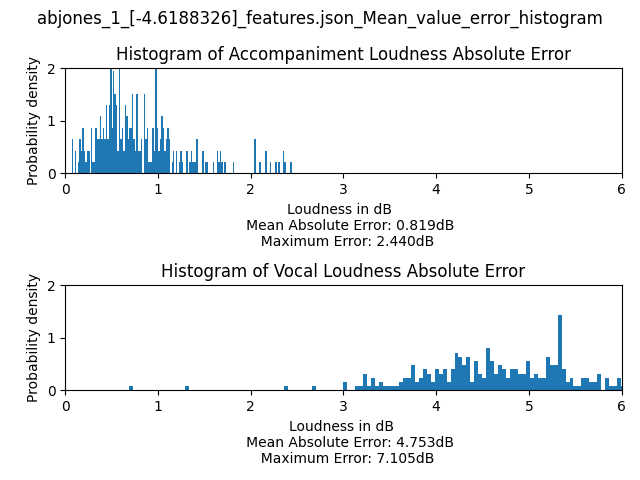 abjones_1_[-4.6188326]_features.json_Mean_value_error_histogram
Histogram of Accompaniment Loudness Absolute Error
Probability density
2
1
0
0 1 2 3 4 5 6
Loudness in dB
Mean Absolute Error: 0.819dB
Maximum Error: 2.440dB
Histogram of Vocal Loudness Absolute Error
Probability density
2
1
0
0 1 2 3 4 5 6
Loudness in dB
Mean Absolute Error: 4.753dB
Maximum Error: 7.105dB